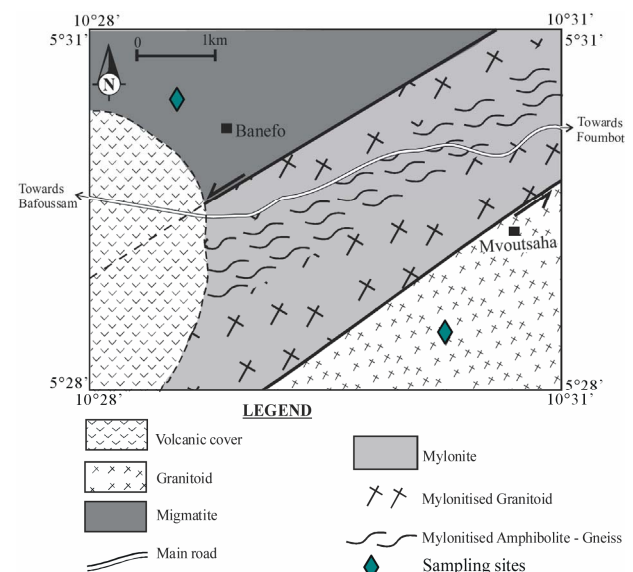 10°28'
10°31'
5°31'
5°31'
0
1km
N
Banefo
Towards
Foumbot
Towards
Bafoussam
Mvoutsaha
5°28'
5°28'
10°28'
10°31'
LEGEND
Volcanic cover
Granitoid
Migmatite
Main road
Mylonite
Mylonitised Granitoid
Mylonitised Amphibolite - Gneiss
Sampling sites